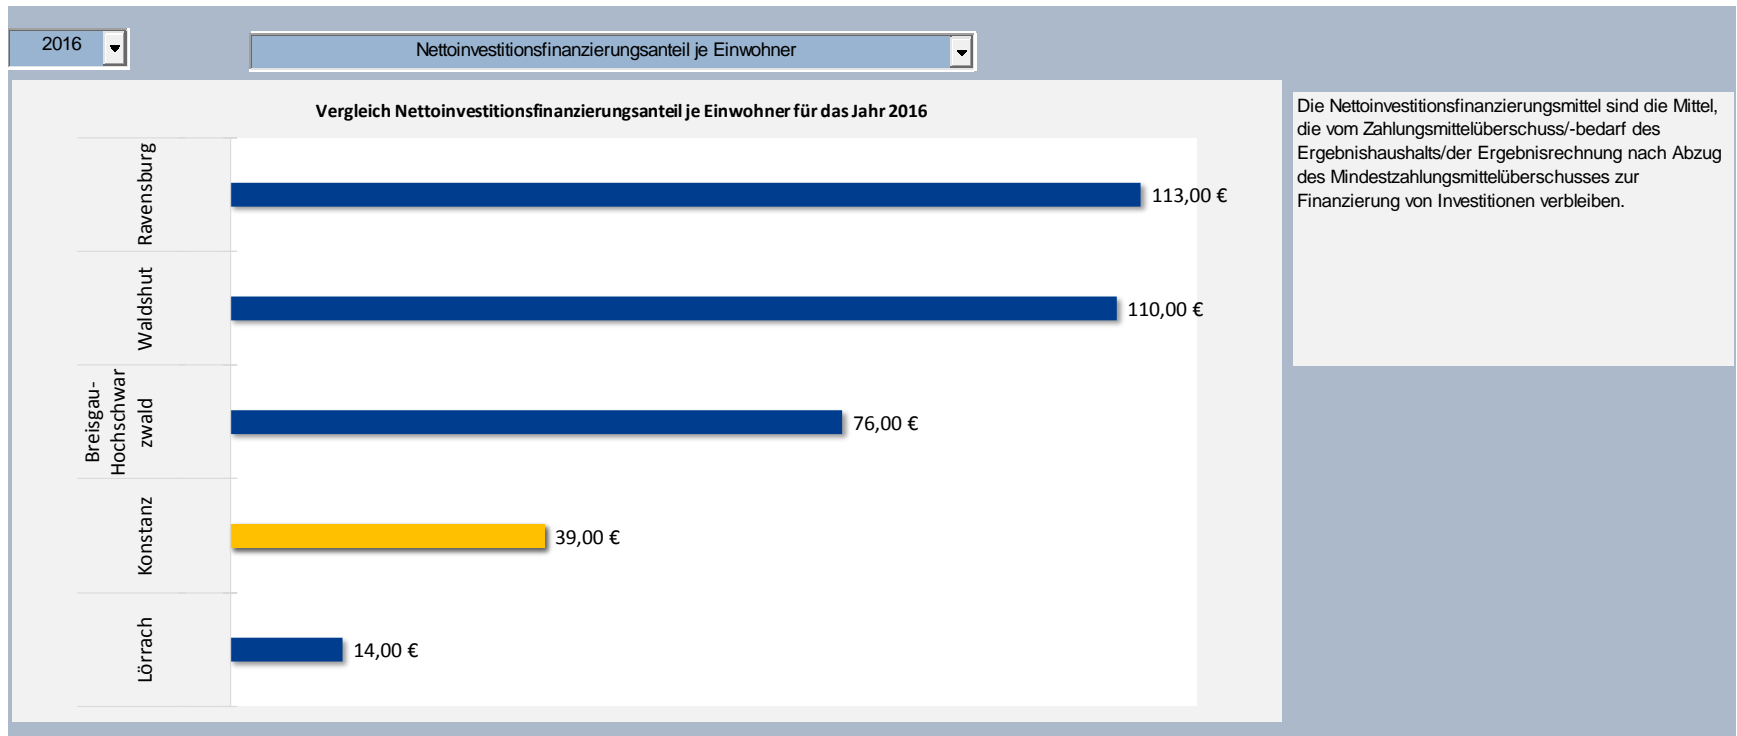 2016
Nettoinvestitionsfinanzierungsanteil je Einwohner
Vergleich Nettoinvestitionsfinanzierungsanteil je Einwohner für das Jahr 2016
Ravensburg
113,00 €
Waldshut
110,00 €
Breisgau-
Hochschwar
zwald
76,00 €
Konstanz
39,00 €
Lörrach
14,00 €
Die Nettoinvestitionsfinanzierungsmittel sind die Mittel,
die vom Zahlungsmittelüberschuss/-bedarf des
Ergebnishaushalts/der Ergebnisrechnung nach Abzug
des Mindestzahlungsmittelüberschusses zur
Finanzierung von Investitionen verbleiben.